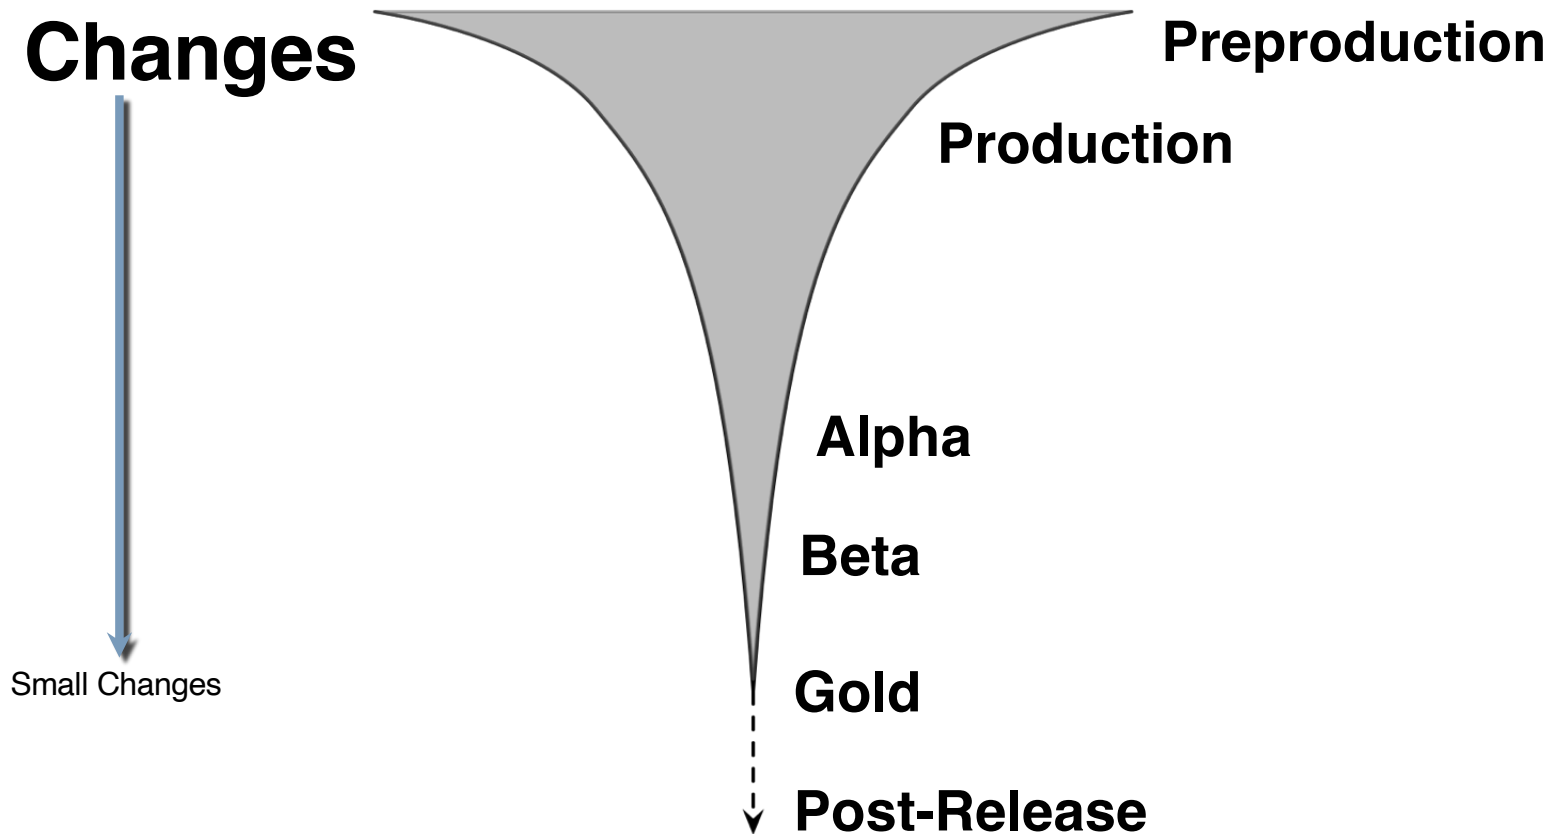 Changes
Preproduction
Production
Alpha
Beta
Small Changes
Gold
Post-Release